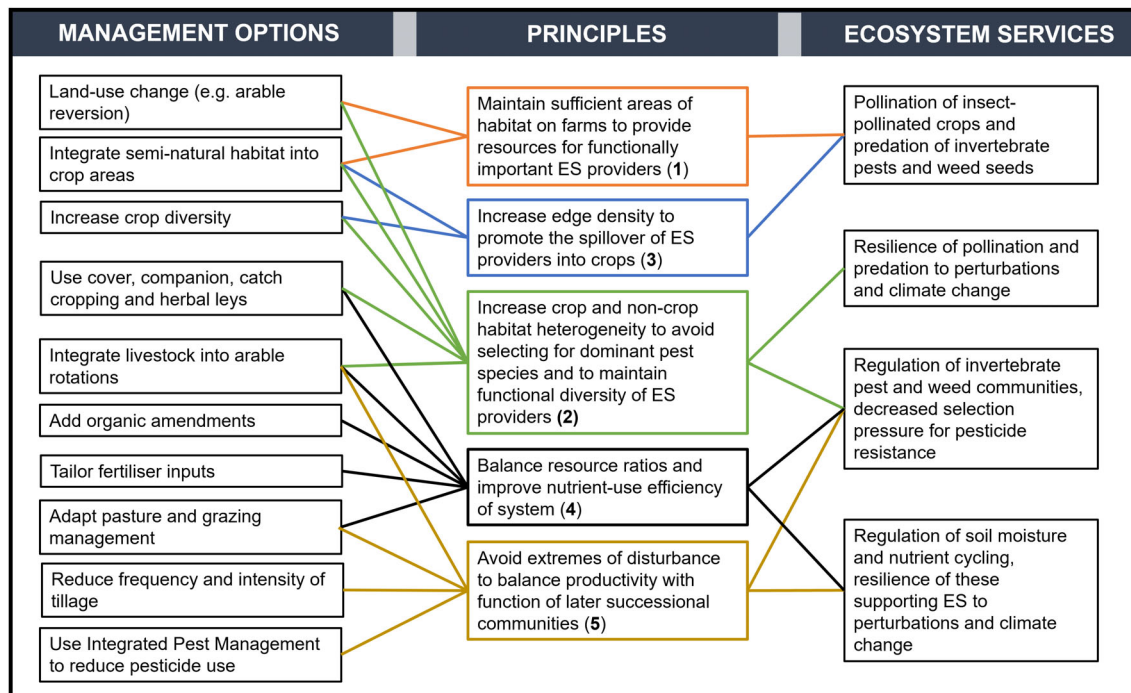 MANAGEMENT OPTIONS
PRINCIPLES
ECOSYSTEM SERVICES
Land-use change (e.g. arable
reversion)
Integrate semi-natural habitat into
crop areas
Increase crop diversity
Use cover, companion, catch
cropping and herbal leys
Integrate livestock into arable
rotations
Add organic amendments
Tailor fertiliser inputs
Adapt pasture and grazing
management
Reduce frequency and intensity of
tillage
Use Integrated Pest Management
to reduce pesticide use
Maintain sufficient areas of
habitat on farms to provide
resources for functionally
important ES providers (1)
Increase edge density to
promote the spillover of ES
providers into crops (3)
Increase crop and non-crop
habitat heterogeneity to avoid
selecting for dominant pest
species and to maintain
functional diversity of ES
providers (2)
Balance resource ratios and
improve nutrient-use efficiency
of system (4)
Avoid extremes of disturbance
to balance productivity with
function of later successional
communities (5)
Pollination of insect-
pollinated crops and
predation of invertebrate
pests and weed seeds
Resilience of pollination and
predation to perturbations
and climate change
Regulation of invertebrate
pest and weed communities,
decreased selection
pressure for pesticide
resistance
Regulation of soil moisture
and nutrient cycling,
resilience of these
supporting ES to
perturbations and climate
change